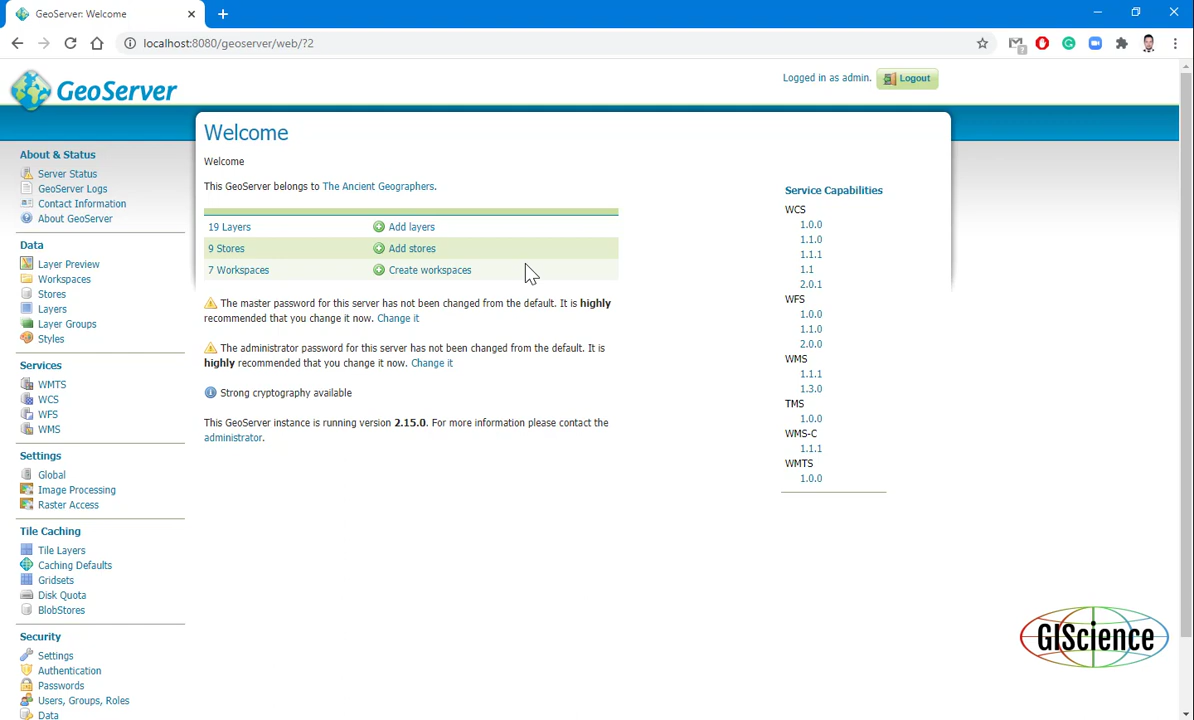 GeoServer: Welcome
localhost:8080/geoserver/web/?2
GeoServer
Logged in as admin.
Logout
About & Status
Server Status
GeoServer Logs
Contact Information
About GeoServer
Data
Layer Preview
Workspaces
Stores
Layers
Layer Groups
Styles
Services
WMTS
WCS
WFS
WMS
Settings
Global
Image Processing
Raster Access
Tile Caching
Tile Layers
Caching Defaults
Gridsets
Disk Quota
BlobStores
Security
Settings
Authentication
Passwords
Users, Groups, Roles
Data
Welcome
Welcome
This GeoServer belongs to The Ancient Geographers.
19 Layers Add layers
9 Stores Add stores
7 Workspaces Create workspaces
The master password for this server has not been changed from the default. It is highly
recommended that you change it now. Change it
The administrator password for this server has not been changed from the default. It is
highly recommended that you change it now. Change it
Strong cryptography available
This GeoServer instance is running version 2.15.0. For more information please contact the
administrator.
Service Capabilities
WCS
1.0.0
1.1.0
1.1.1
1.1
2.0.1
WFS
1.0.0
1.1.0
2.0.0
WMS
1.1.1
1.3.0
TMS
1.0.0
WMS-C
1.1.1
WMTS
1.0.0
GIScience